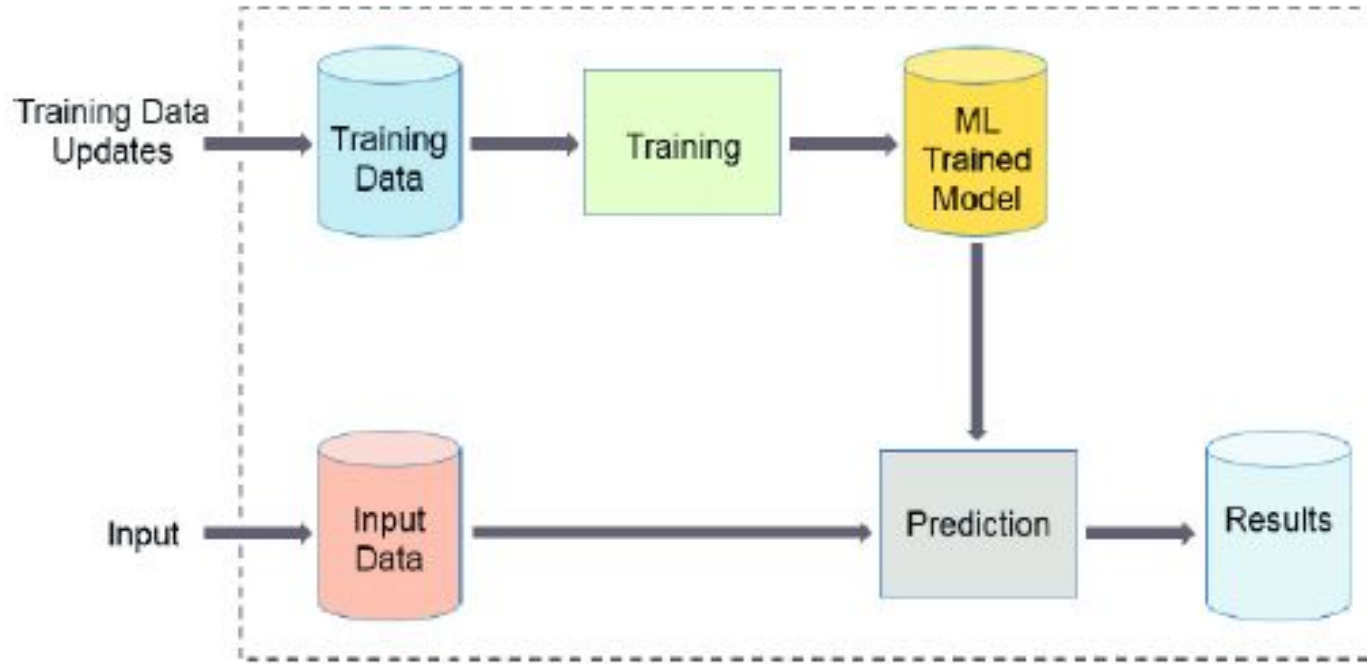 Training Data
Updates
Training
Data
Training
ML
Trained
Model
Input
Input
Data
Prediction
Results